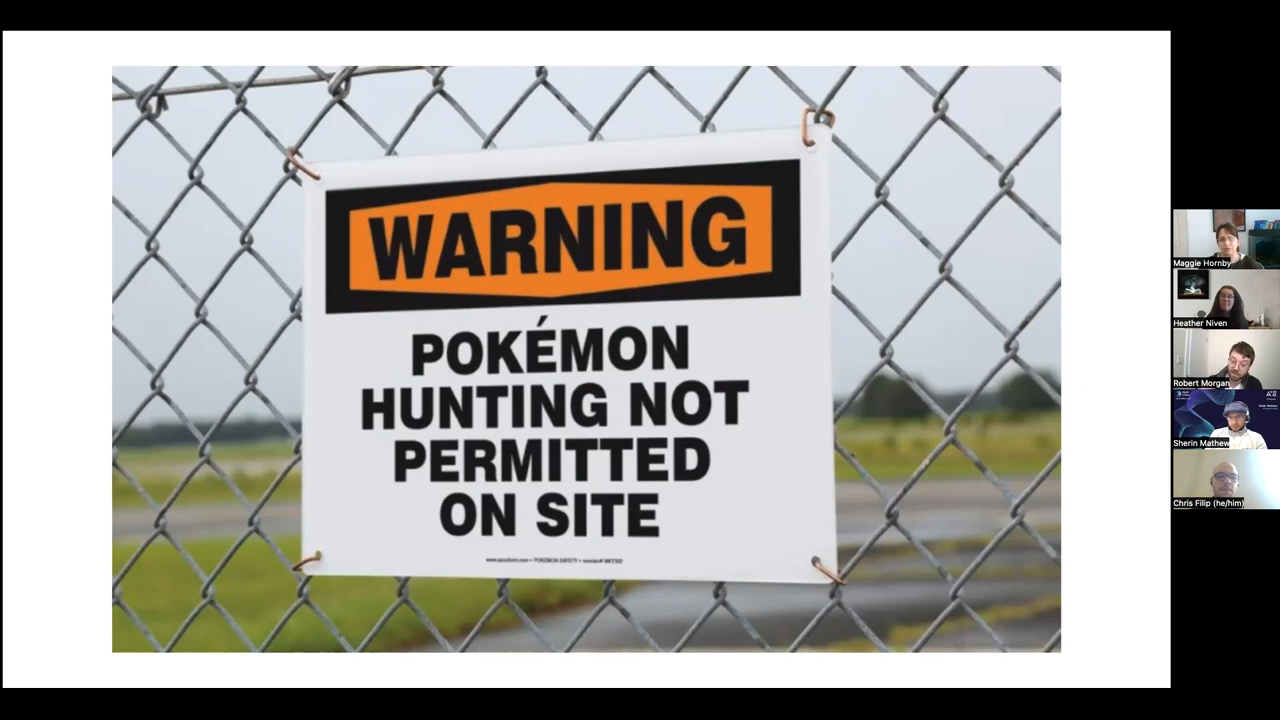 WARNING
POKÉMON
HUNTING NOT
PERMITTED
ON SITE
Maggie Hornby
Heather Niven
Robert Morgan
Sherin Mathew
Chris Filip (he/him)